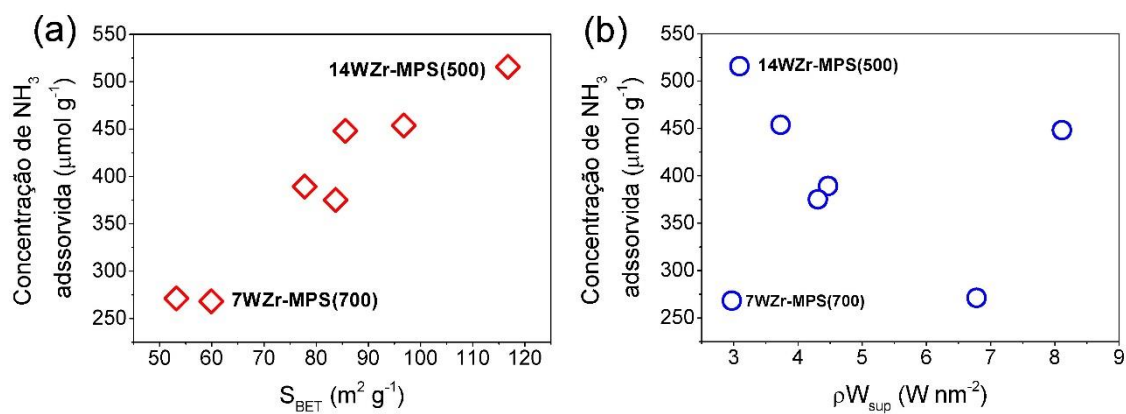 (a)
Concentração de NH3
adssorvida (μmol g-1)
550
500
450
400
350
300
250
14WZr-MPS(500)
7WZr-MPS(700)
50 60 70 80 90 100 110 120
SBET (m2 g-1)
(b)
Concentração de NH3
adssorvida (μmol g-1)
550
500
450
400
350
300
250
14WZr-MPS(500)
7WZr-MPS(700)
3 4 5 6 7 8 9
ρWsup (W nm-2)